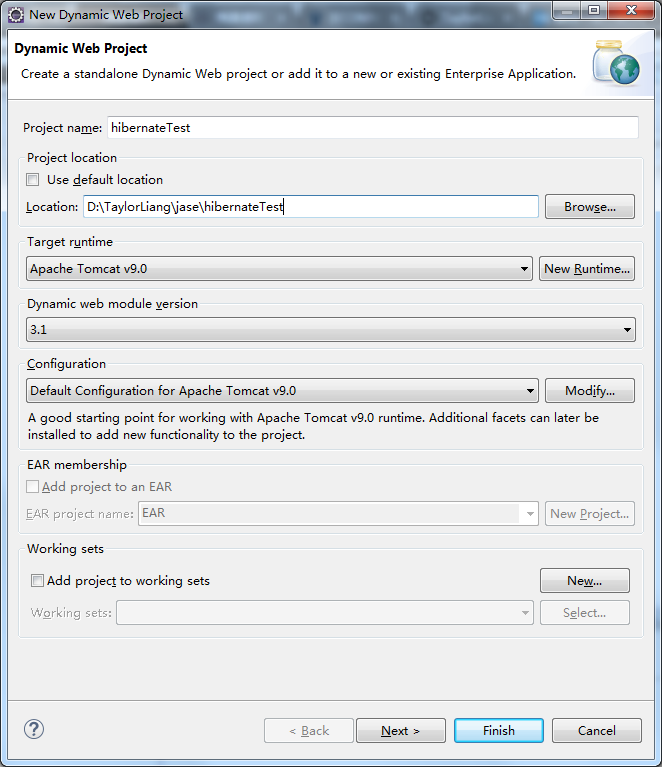 New Dynamic Web Project
Dynamic Web Project
Create a standalone Dynamic Web project or add it to a new or existing Enterprise Application.
Project name: hibernateTest
Project location
Use default location
Location: D:\TaylorLiang\jase\hibernateTest Browse...
Target runtime
Apache Tomcat v9.0 New Runtime...
Dynamic web module version
3.1
Configuration
Default Configuration for Apache Tomcat v9.0 Modify...
A good starting point for working with Apache Tomcat v9.0 runtime. Additional facets can later be
installed to add new functionality to the project.
EAR membership
Add project to an EAR
EAR project name: EAR New Project...
Working sets
Add project to working sets New...
Working sets: Select...
? < Back Next > Finish Cancel